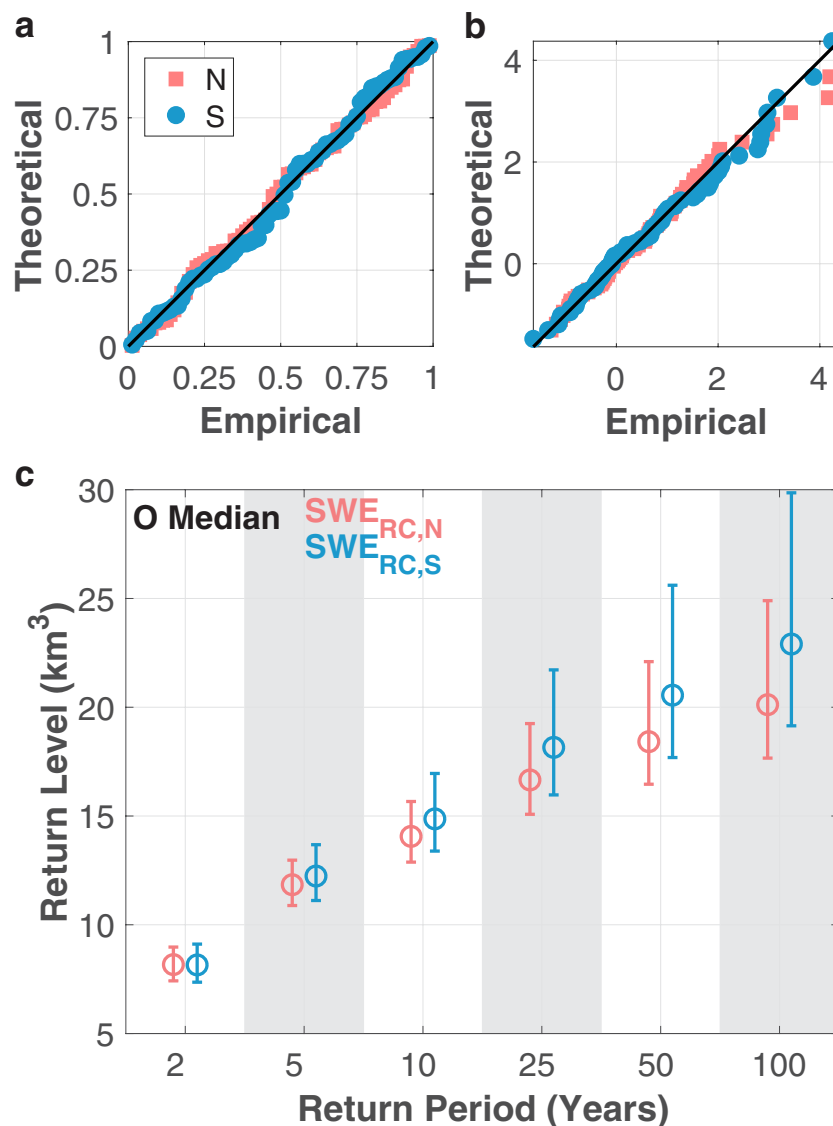 a
b
1
0.75
0.5
0.25
0
Theoretical
N
S
0 0.25 0.5 0.75 1
Empirical
4
2
0
Theoretical
0 2 4
Empirical
c
30
25
20
15
10
5
Return Level (km³)
O Median
SWE_RC,N
SWE_RC,S
2 5 10 25 50 100
Return Period (Years)